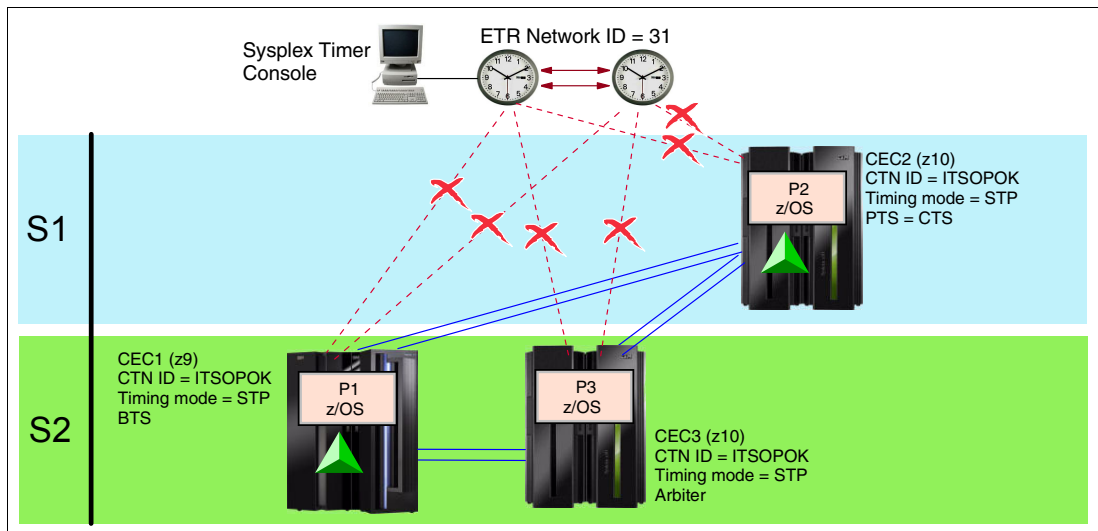 Sysplex Timer
Console
ETR Network ID = 31
S1
P2
z/OS
CEC2 (z10)
CTN ID = ITSOPOK
Timing mode = STP
PTS = CTS
S2
CEC1 (z9)
CTN ID = ITSOPOK
Timing mode = STP
BTS
P1
z/OS
P3
z/OS
CEC3 (z10)
CTN ID = ITSOPOK
Timing mode = STP
Arbiter